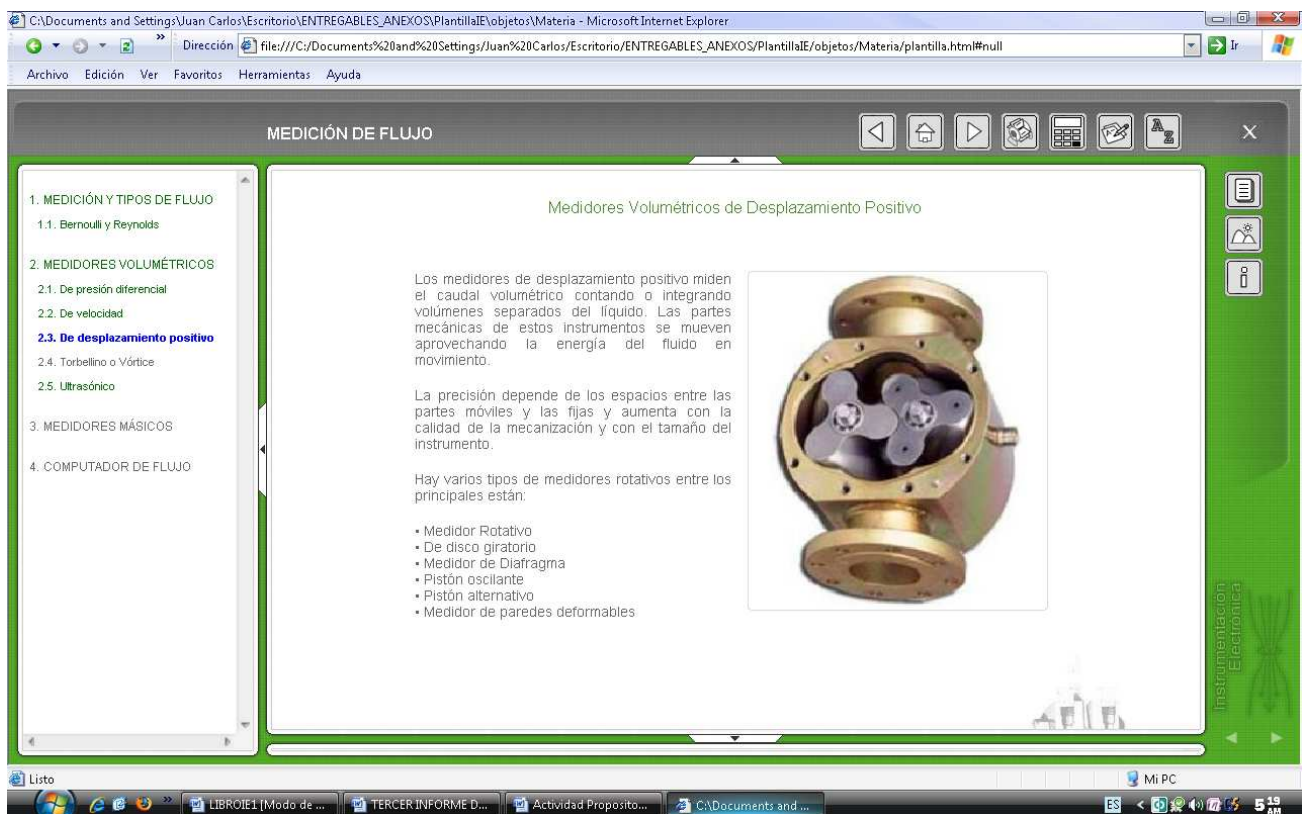 C:\Documents and Settings\Juan Carlos\Escritorio\ENTREGABLES_ANEXOS\PlantillaIE\objetos\Materia - Microsoft Internet Explorer
» Dirección file:///C:/Documents%20and%20Settings/Juan%20Carlos/Escritorio/ENTREGABLES_ANEXOS/PlantillaIE/objetos/Materia/plantilla.html#null Ir
Archivo Edición Ver Favoritos Herramientas Ayuda
MEDICIÓN DE FLUJO
A Z X
1. MEDICIÓN Y TIPOS DE FLUJO
1.1. Bernoulli y Reynolds
2. MEDIDORES VOLUMÉTRICOS
2.1. De presión diferencial
2.2. De velocidad
2.3. De desplazamiento positivo
2.4. Torbellino o Vórtice
2.5. Ultrasónico
3. MEDIDORES MÁSICOS
4. COMPUTADOR DE FLUJO
Medidores Volumétricos de Desplazamiento Positivo
Los medidores de desplazamiento positivo miden
el caudal volumétrico contando o integrando
volúmenes separados del líquido. Las partes
mecánicas de estos instrumentos se mueven
aprovechando la energía del fluido en
movimiento.
La precisión depende de los espacios entre las
partes móviles y las fijas y aumenta con la
calidad de la mecanización y con el tamaño del
instrumento.
Hay varios tipos de medidores rotativos entre los
principales están:
▪ Medidor Rotativo
▪ De disco giratorio
▪ Medidor de Diafragma
▪ Pistón oscilante
▪ Pistón alternativo
▪ Medidor de paredes deformables
Instrumentación
Electrónica
Listo
Mi PC
» LIBROIE1 [Modo de ... TERCER INFORME D... Actividad Proposito... C:\Documents and ... ES < 5 19 AM